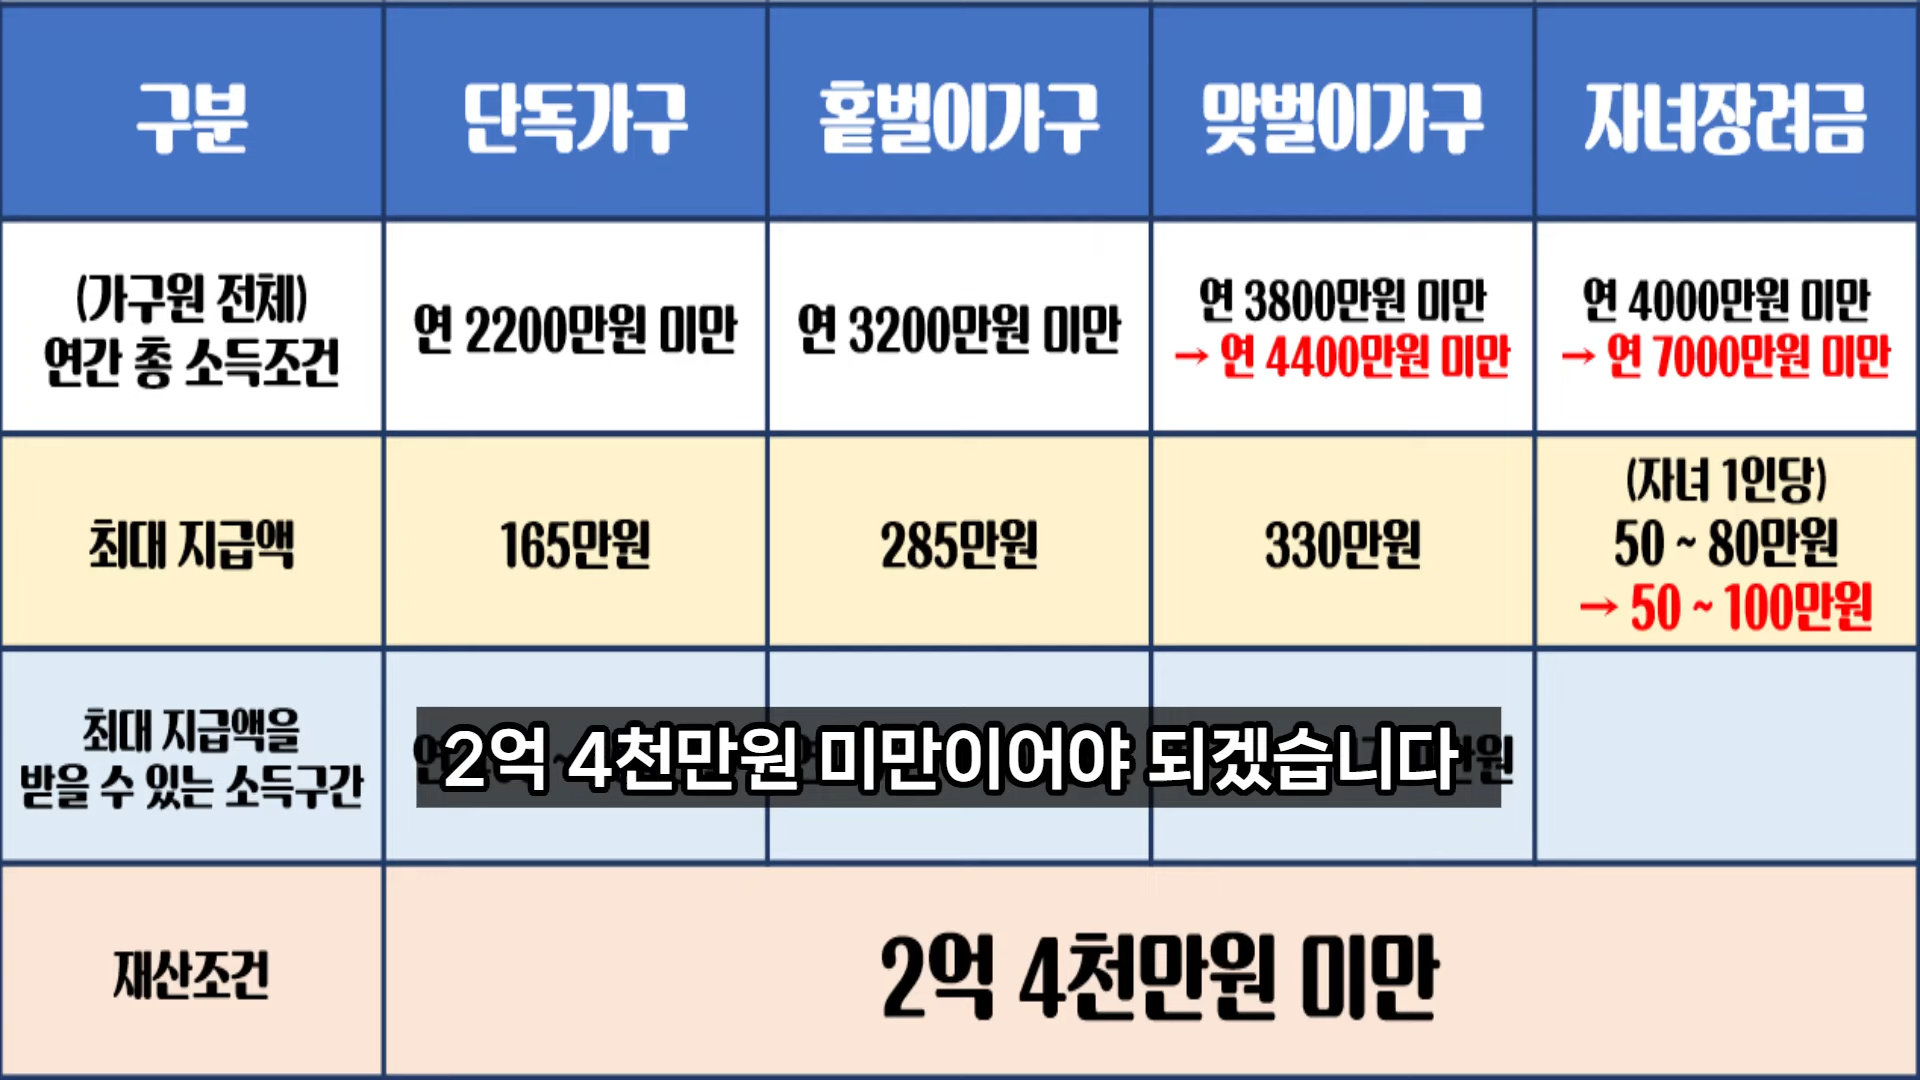 구분
단독가구
홑벌이가구
맞벌이가구
자녀장려금
(가구원 전체)
연간 총 소득조건
연 2200만원 미만
연 3200만원 미만
연 3800만원 미만
→ 연 4400만원 미만
연 4000만원 미만
→ 연 7000만원 미만
최대 지급액
165만원
285만원
330만원
(자녀 1인당)
50 ~ 80만원
→ 50 ~ 100만원
최대 지급액을
받을 수 있는 소득구간
2억 4천만원 미만이어야 되겠습니다
재산조건
2억 4천만원 미만